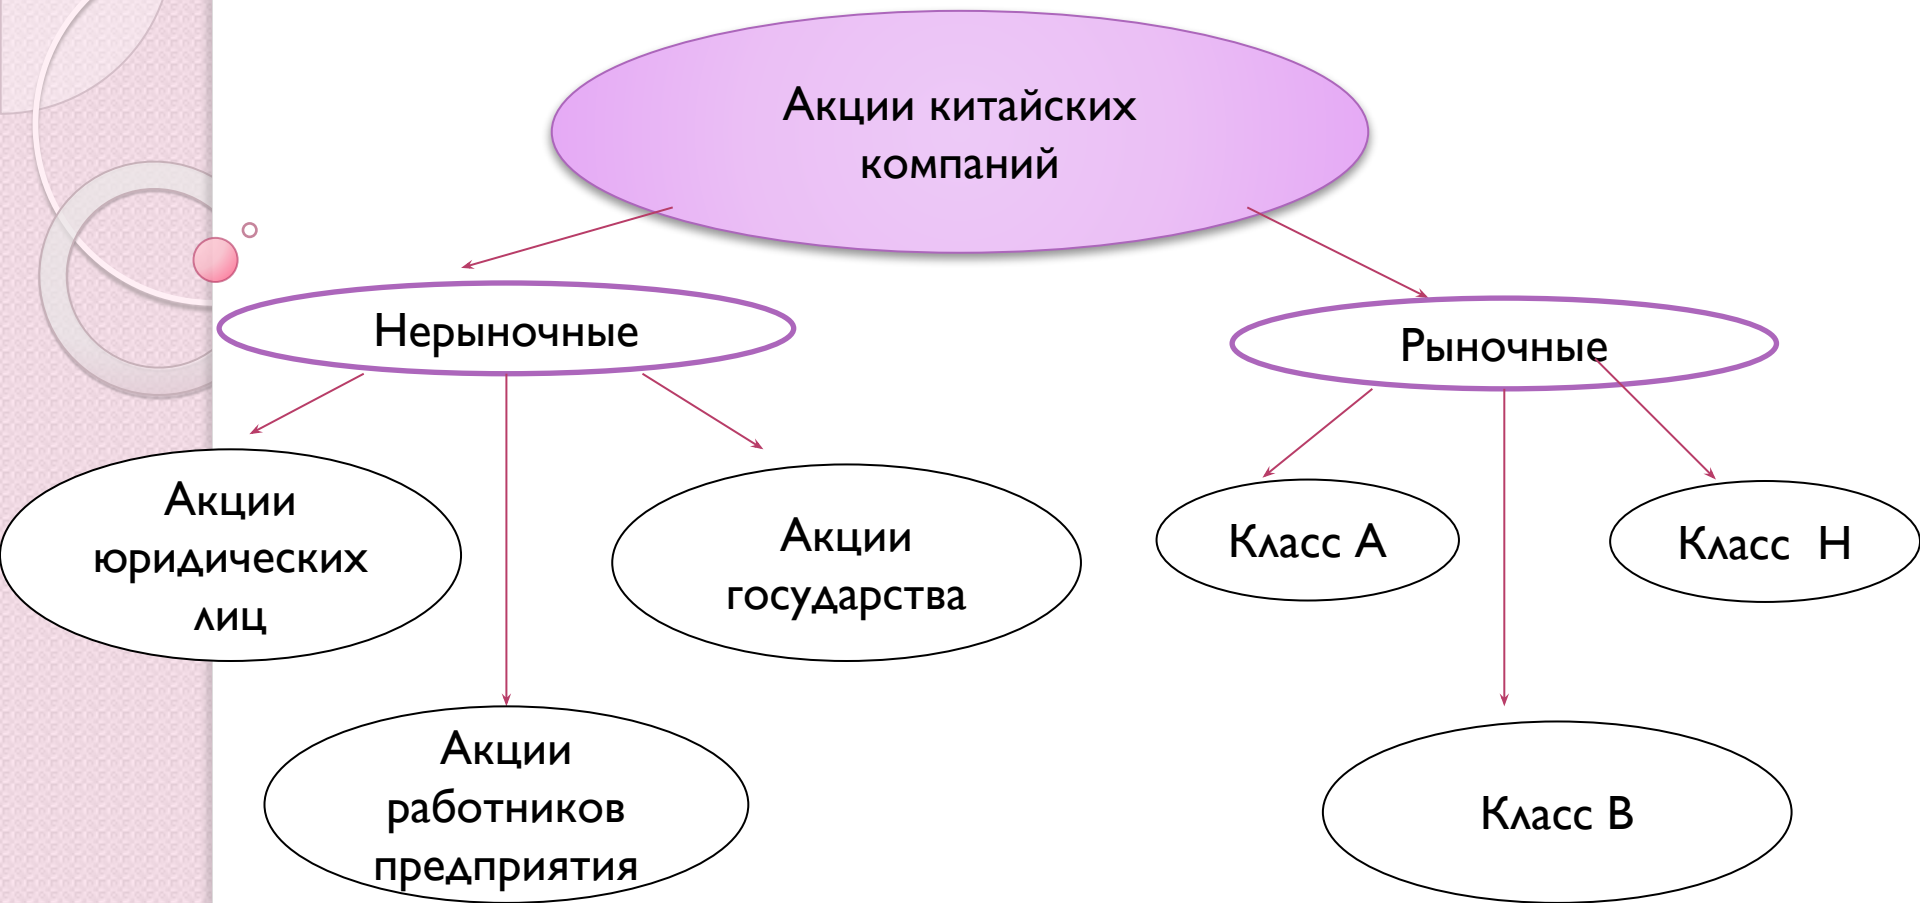 Акции китайских
компаний
Нерыночные
Рыночные
Акции
юридических
лиц
Акции
государства
Класс А
Класс  Н
Акции
работников
предприятия
Класс В